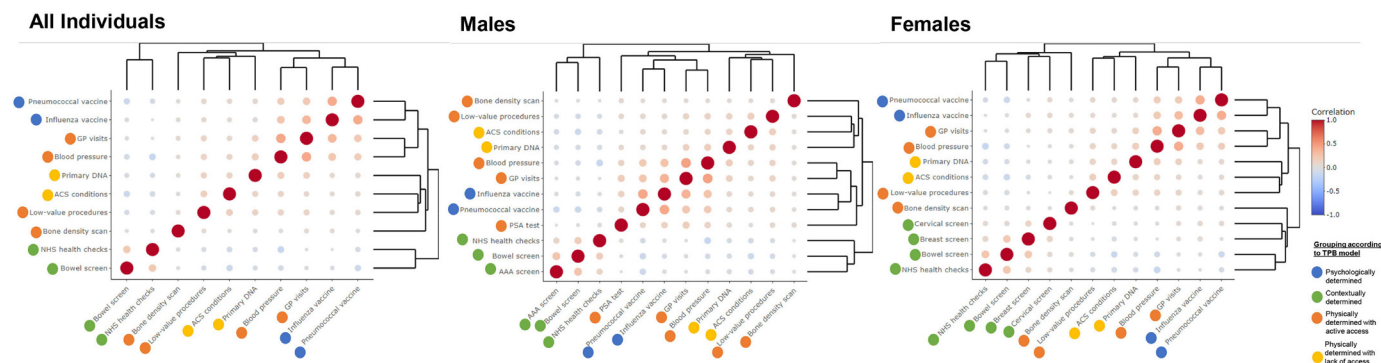 All Individuals
Pneumococcal vaccine
Influenza vaccine
GP visits
Blood pressure
Primary DNA
ACS conditions
Low-value procedures
Bone density scan
NHS health checks
Bowel screen
Bowel screen
NHS health checks
Bone density scan
Low-value procedures
ACS conditions
Primary DNA
Blood pressure
GP visits
Influenza vaccine
Pneumococcal vaccine
Males
Bone density scan
Low-value procedures
ACS conditions
Primary DNA
Blood pressure
GP visits
Influenza vaccine
Pneumococcal vaccine
PSA test
NHS health checks
Bowel screen
AAA screen
AAA screen
Bowel screen
NHS health checks
PSA test
Pneumococcal vaccine
Influenza vaccine
GP visits
Blood pressure
Primary DNA
ACS conditions
Low-value procedures
Bone density scan
Females
Pneumococcal vaccine
Influenza vaccine
GP visits
Blood pressure
Primary DNA
ACS conditions
Low-value procedures
Bone density scan
Cervical screen
Breast screen
Bowel screen
NHS health checks
NHS health checks
Bowel screen
Breast screen
Cervical screen
Bone density scan
Low-value procedures
ACS conditions
Primary DNA
Blood pressure
GP visits
Influenza vaccine
Pneumococcal vaccine
Correlation
1.0
0.5
0.0
-0.5
-1.0
Grouping according
to TPB model
Psychologically
determined
Contextually
determined
Physically
determined with
active access
Physically
determined with
lack of access